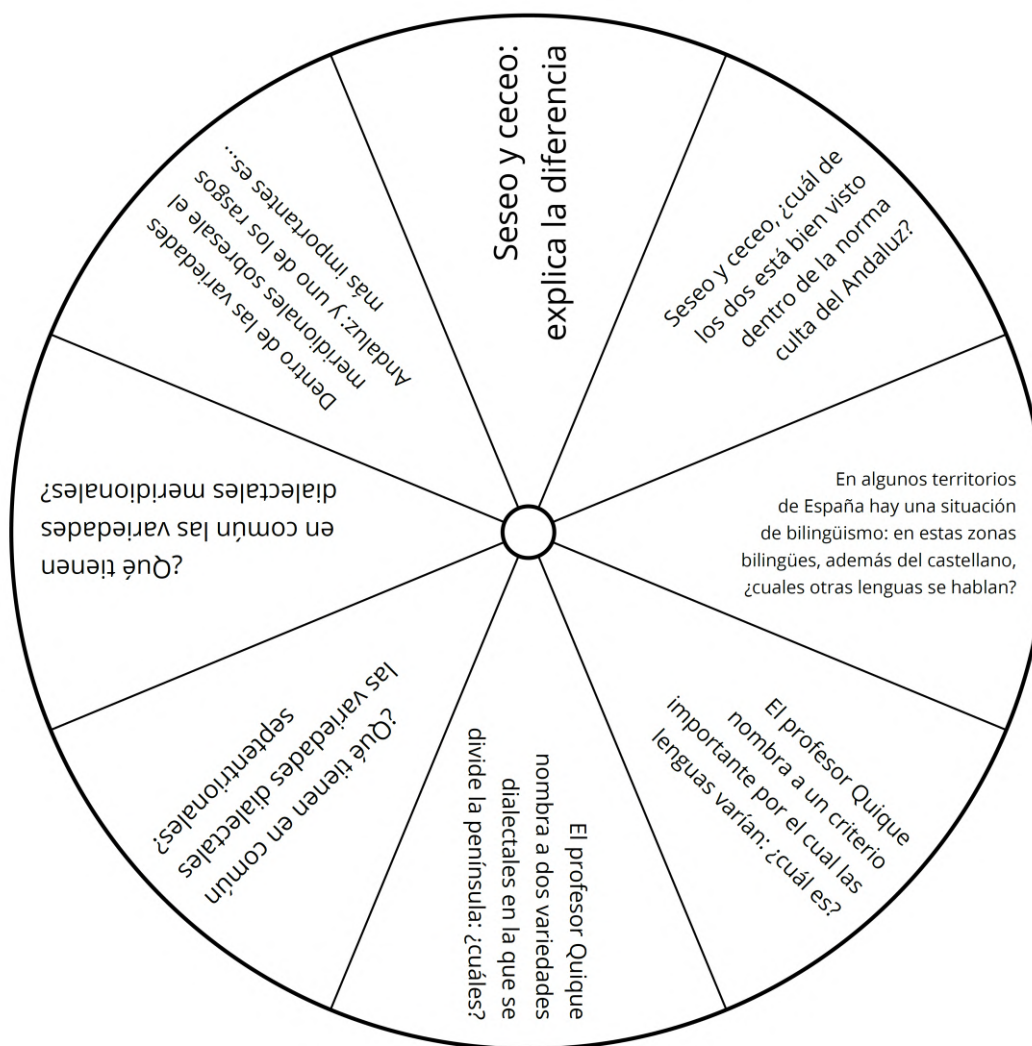 Seseo y ceceo:
explica la diferencia
Seseo y ceceo, ¿cuál de
los dos está bien visto
dentro de la norma
culta del Andaluz?
En algunos territorios
de España hay una situación
de bilingüismo: en estas zonas
bilingües, además del castellano,
¿cuales otras lenguas se hablan?
El profesor Quique
nombra a un criterio
importante por el cual las
lenguas varían: ¿cuál es?
El profesor Quique
nombra a dos variedades
dialectales en la que se
divide la península: ¿cuáles?
¿Qué tienen en común
las variedades dialectales
septentrionales?
¿Qué tienen
en común las variedades
dialectales meridionales?
Dentro de las variedades
meridionales sobresale el
Andaluz: y uno de los rasgos
más importantes es...